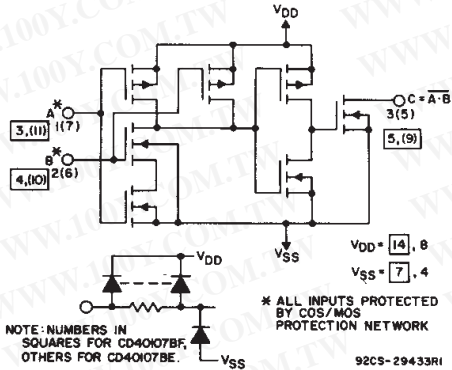 WWW.100Y.COM.TW
VDD
A*
1(7)
3,(11)
B*
2(6)
4,(10)
C = A·B
3(5)
5,(9)
VSS
VDD = 14, 8
VSS = 7, 4
VDD
VSS
* ALL INPUTS PROTECTED
BY COS/MOS
PROTECTION NETWORK
NOTE: NUMBERS IN
SQUARES FOR CD40107BF,
OTHERS FOR CD40107BE.
92CS-29433R1